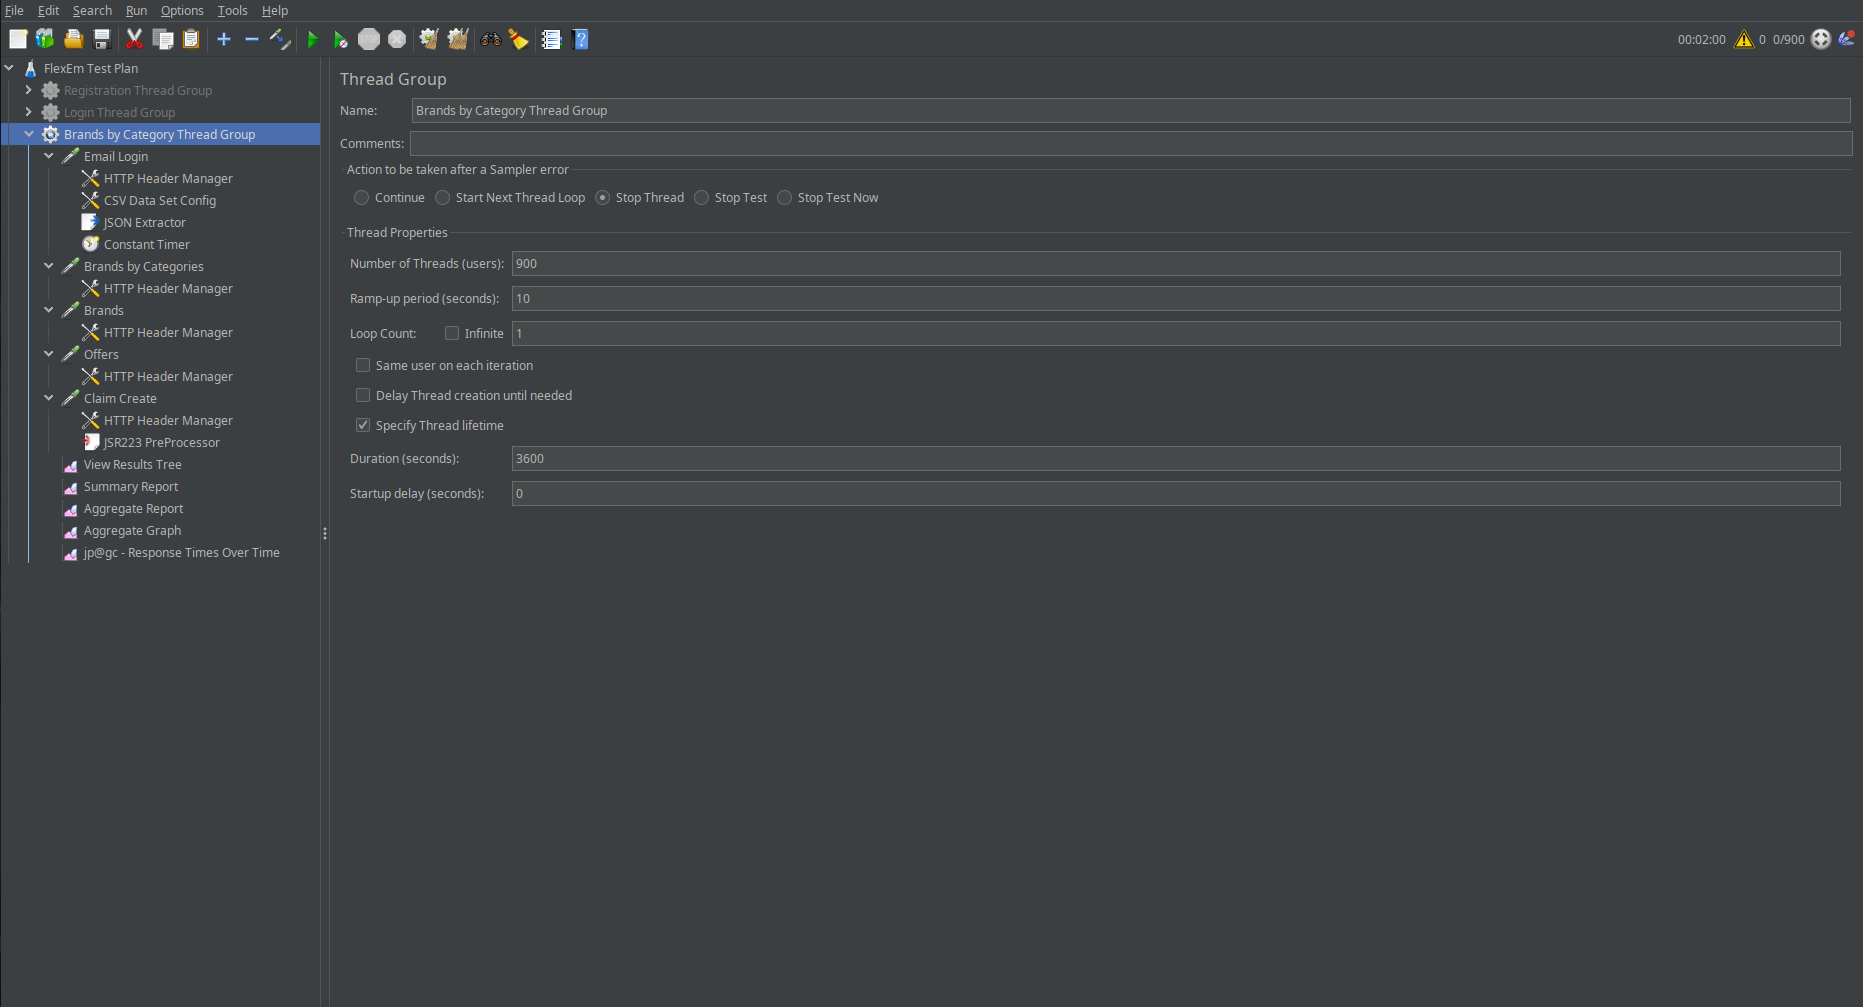 File Edit Search Run Options Tools Help
00:02:00 0 0/900
FlexEm Test Plan
Registration Thread Group
Login Thread Group
Brands by Category Thread Group
Email Login
HTTP Header Manager
CSV Data Set Config
JSON Extractor
Constant Timer
Brands by Categories
HTTP Header Manager
Brands
HTTP Header Manager
Offers
HTTP Header Manager
Claim Create
HTTP Header Manager
JSR223 PreProcessor
View Results Tree
Summary Report
Aggregate Report
Aggregate Graph
jp@gc - Response Times Over Time
Thread Group
Name: Brands by Category Thread Group
Comments:
Action to be taken after a Sampler error
Continue Start Next Thread Loop Stop Thread Stop Test Stop Test Now
Thread Properties
Number of Threads (users): 900
Ramp-up period (seconds): 10
Loop Count: Infinite 1
Same user on each iteration
Delay Thread creation until needed
Specify Thread lifetime
Duration (seconds): 3600
Startup delay (seconds): 0